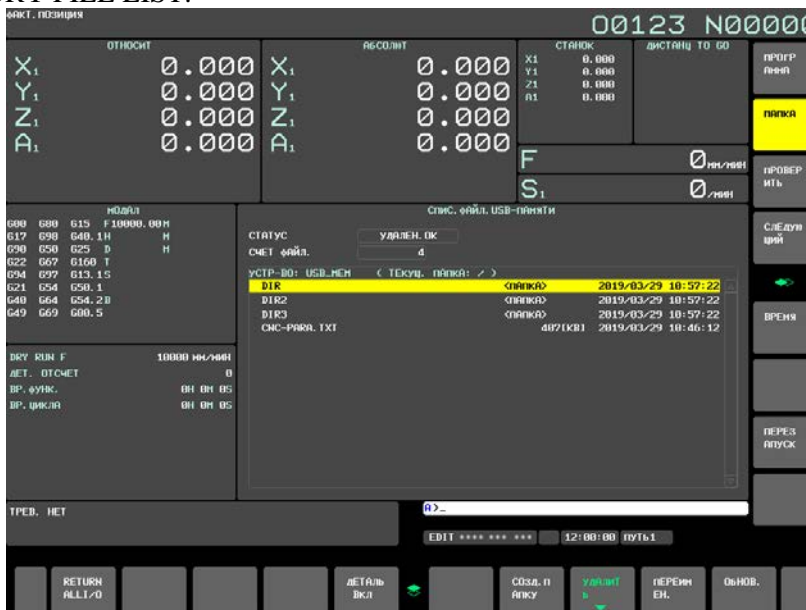 ФАКТ. ПОЗИЦИЯ
O0123 N0000
ОТНОСИТ
X1 0.000
Y1 0.000
Z1 0.000
A1 0.000
АБСОЛЮТ
X1 0.000
Y1 0.000
Z1 0.000
A1 0.000
СТАНОК
X1 0.000
Y1 0.000
Z1 0.000
A1 0.000
ДИСТАНЦ TO GO
F 0 ММ/МИН
S1 0 /МИН
МОДАЛ
G00 G80 G15 F10000.00 M
G17 G98 G40.1 H M
G90 G50 G25 D M
G22 G67 G160 T
G94 G97 G13.1 S
G21 G54 G50.1
G40 G64 G54.2 B
G49 G69 G80.5
DRY RUN F 10000 ММ/МИН
ДЕТ. ОТСЧЕТ 0
ВР. ФУНК. 0H 0M 0S
ВР. ЦИКЛА 0H 0M 0S
СПИС. ФАЙЛ. USB-ПАМЯТИ
СТАТУС УДАЛЕН. ОК
СЧЕТ ФАЙЛ. 4
УСТР-ВО: USB_MEM ( ТЕКУЩ. ПАПКА: / )
DIR <ПАПКА> 2019/03/29 10:57:22
DIR2 <ПАПКА> 2019/03/29 10:57:22
DIR3 <ПАПКА> 2019/03/29 10:57:22
CNC-PARA.TXT 407[KB] 2019/03/29 10:46:12
ТРЕВ. НЕТ
A>_
EDIT **** *** *** 12:00:00 ПУТЬ1
ПРОГР
АММА
ПАПКА
ПРОВЕР
ИТЬ
СЛЕДУЮ
ЩИЙ
ВРЕМЯ
ПЕРЕЗ
АПУСК
RETURN
ALLI/O
ДЕТАЛЬ
ВКЛ
СОЗД. П
АПКУ
УДАЛИТ
Ь
ПЕРЕИМ
ЕН.
ОБНОВ.